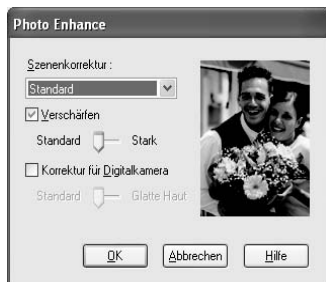 Photo Enhance
Szenenkorrektur :
Standard
Verschärfen
Standard Stark
Korrektur für Digitalkamera
Standard Glatte Haut
OK Abbrechen Hilfe